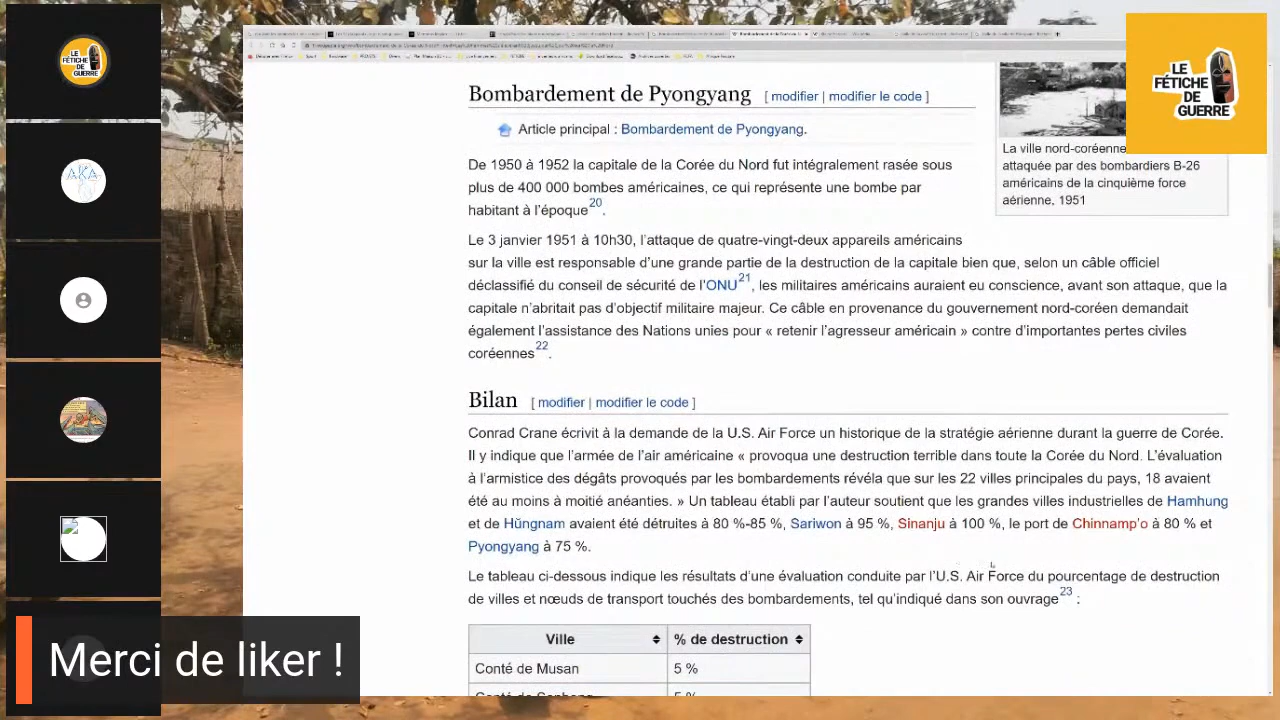 LE
FÉTICHE
DE
GUERRE
AKA
Bombardement de Pyongyang [ modifier | modifier le code ]
Article principal : Bombardement de Pyongyang.
De 1950 à 1952 la capitale de la Corée du Nord fut intégralement rasée sous
plus de 400 000 bombes américaines, ce qui représente une bombe par
habitant à l'époque20.
Le 3 janvier 1951 à 10h30, l'attaque de quatre-vingt-deux appareils américains
sur la ville est responsable d'une grande partie de la destruction de la capitale bien que, selon un câble officiel
déclassifié du conseil de sécurité de l'ONU21, les militaires américains auraient eu conscience, avant son attaque, que la
capitale n'abritait pas d'objectif militaire majeur. Ce câble en provenance du gouvernement nord-coréen demandait
également l'assistance des Nations unies pour « retenir l'agresseur américain » contre d'importantes pertes civiles
coréennes22.
La ville nord-coréenne
attaquée par des bombardiers B-26
américains de la cinquième force
aérienne, 1951
LE
FÉTICHE
DE
GUERRE
Bilan [ modifier | modifier le code ]
Conrad Crane écrivit à la demande de la U.S. Air Force un historique de la stratégie aérienne durant la guerre de Corée.
Il y indique que l'armée de l'air américaine « provoqua une destruction terrible dans toute la Corée du Nord. L'évaluation
à l'armistice des dégâts provoqués par les bombardements révéla que sur les 22 villes principales du pays, 18 avaient
été au moins à moitié anéanties. » Un tableau établi par l'auteur soutient que les grandes villes industrielles de Hamhung
et de Hŭngnam avaient été détruites à 80 %-85 %, Sariwon à 95 %, Sinanju à 100 %, le port de Chinnamp'o à 80 % et
Pyongyang à 75 %.
Le tableau ci-dessous indique les résultats d'une évaluation conduite par l'U.S. Air Force du pourcentage de destruction
de villes et nœuds de transport touchés des bombardements, tel qu'indiqué dans son ouvrage23 :
Ville % de destruction
Conté de Musan 5 %
Merci de liker !